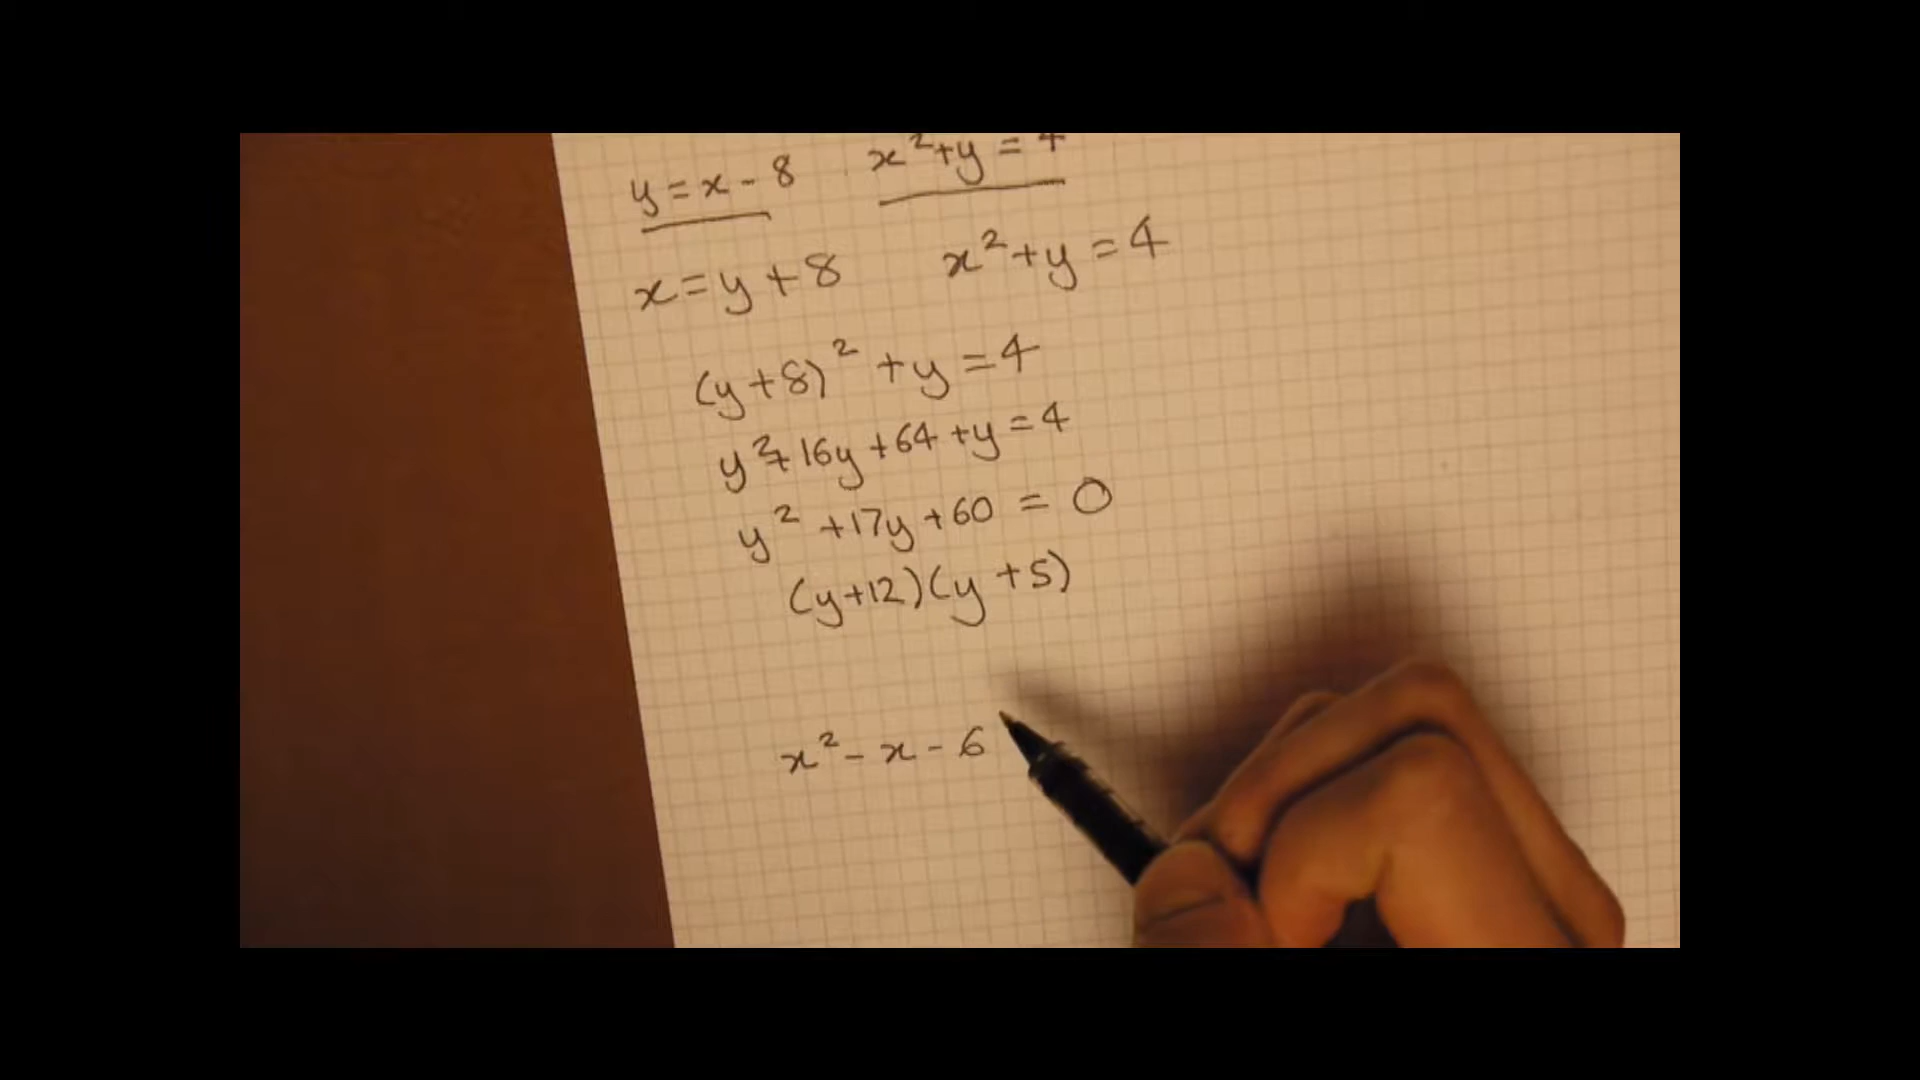 y = x - 8 x² + y = 4
x = y + 8 x² + y = 4
(y + 8)² + y = 4
y² + 16y + 64 + y = 4
y² + 17y + 60 = 0
(y + 12)(y + 5)
x² - x - 6